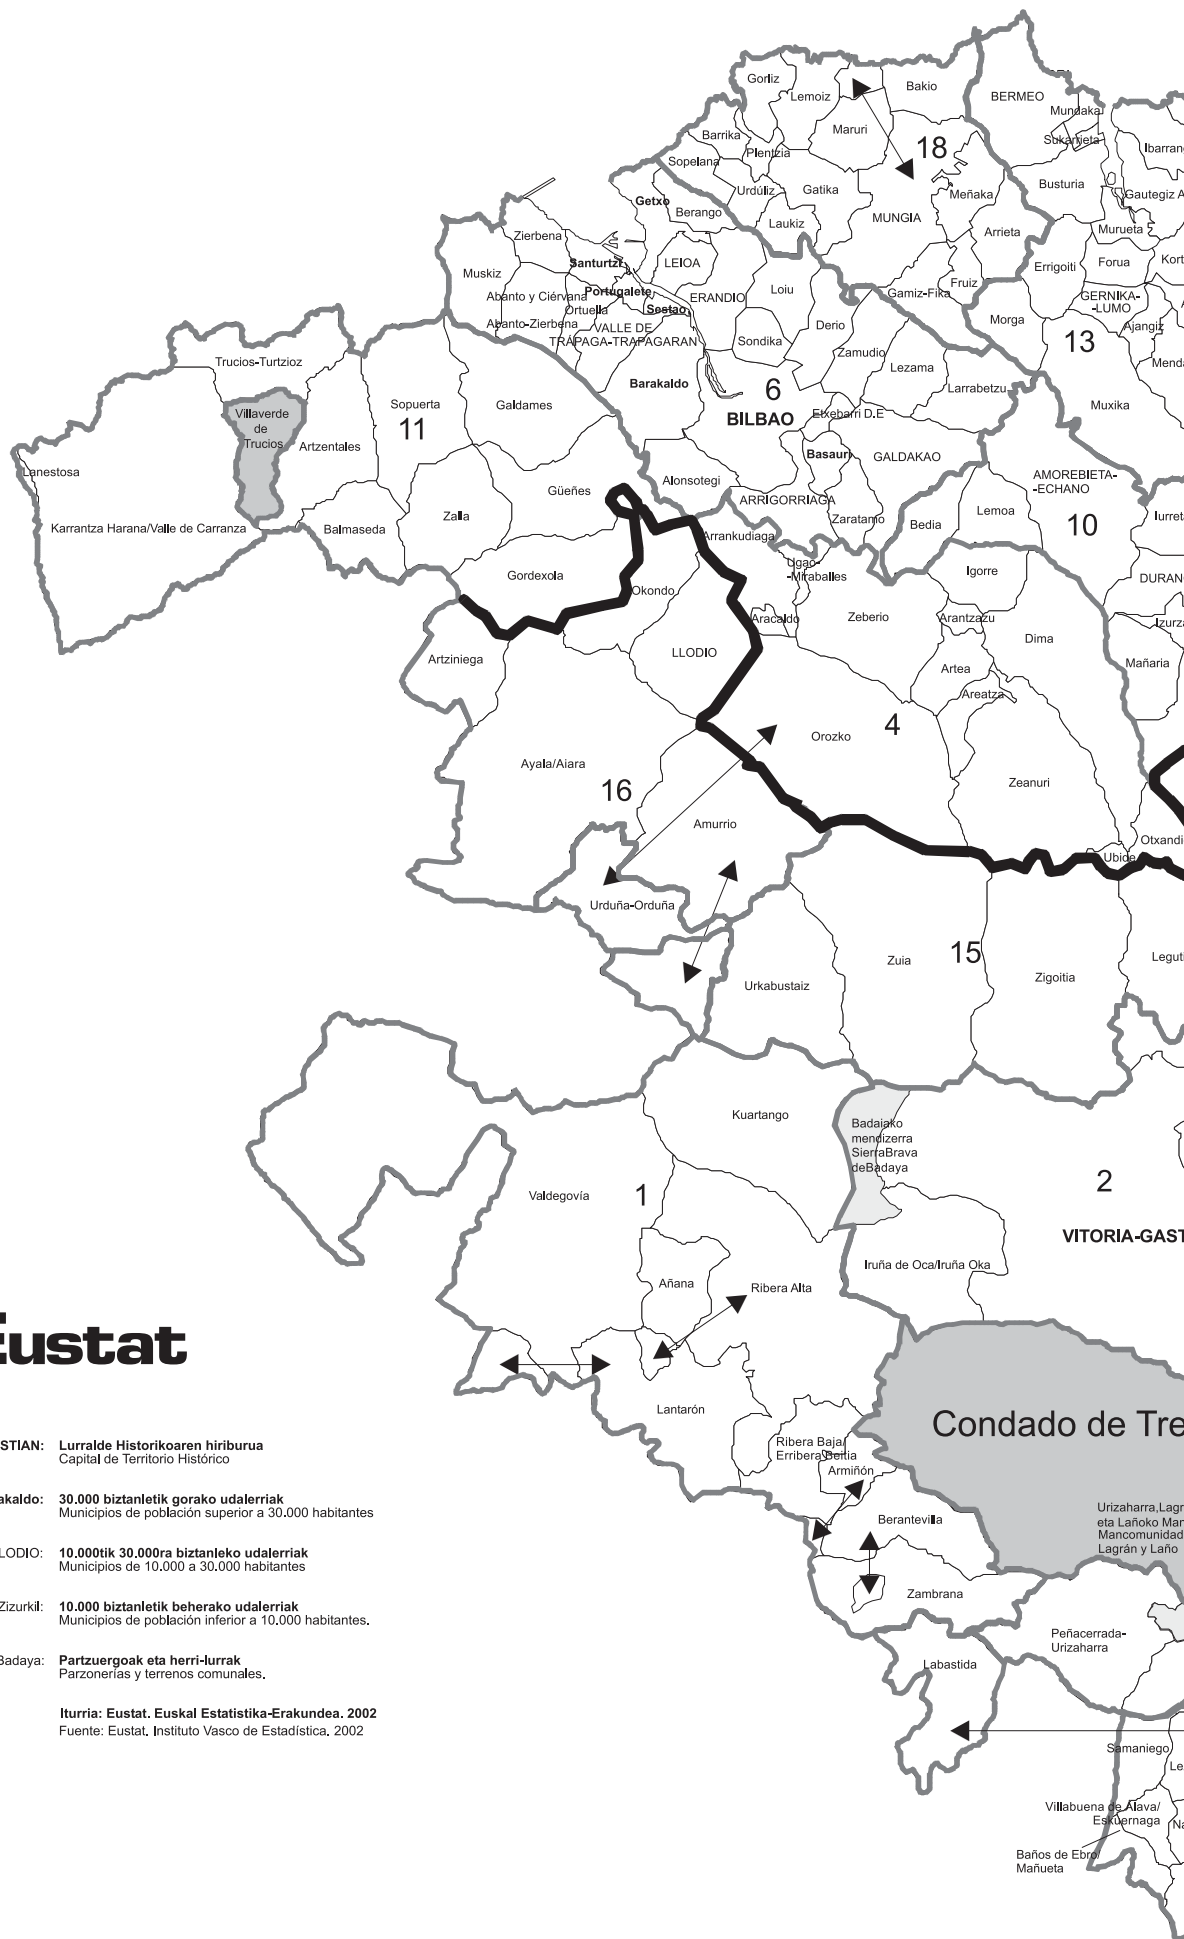 Gorliz
Lemoiz
Bakio
BERMEO
Mundaka
Maruri
Barrika
Plentzia
18
Sukarrieta
Ibarrang
Sopelana
Urdúliz
Gatika
Meñaka
Busturia
Gautegiz A
Getxo
Berango
Laukiz
MUNGIA
Arrieta
Murueta
Zierbena
Santurtzi
LEIOA
Errigoiti
Forua
Kort
Muskiz
Abanto y Ciérvana
Abanto-Zierbena
Portugalete
Ortuella
Sestao
ERANDIO
Loiu
Gamiz-Fika
Fruiz
GERNIKA-
-LUMO
Morga
Ajangiz
VALLE DE
TRÁPAGA-TRAPAGARAN
Sondika
Derio
Zamudio
Lezama
Larrabetzu
13
Menda
Trucios-Turtzioz
Villaverde
de
Trucios
Artzentales
Sopuerta
11
Galdames
Barakaldo
6
BILBAO
Etxebarri D.E
Basauri
GALDAKAO
Muxika
Lanestosa
Karrantza Harana/Valle de Carranza
Balmaseda
Zalla
Güeñes
Alonsotegi
ARRIGORRIAGA
Zaratamo
Bedia
Lemoa
AMOREBIETA-
-ECHANO
10
Iurreta
Arrankudiaga
Ugao-
-Miraballes
Gordexola
Okondo
Igorre
DURANG
Izurza
Aracaldo
Zeberio
Arantzazu
Dima
Mañaria
Artziniega
LLODIO
Artea
Areatza
Orozko
4
Ayala/Aiara
16
Zeanuri
Amurrio
Otxandi
Ubide
Urduña-Orduña
Urkabustaiz
Zuia
15
Zigoitia
Leguti
Kuartango
Badaiako
mendizerra
SierraBrava
deBadaya
Valdegovía
1
2
VITORIA-GAST
Iruña de Oca/Iruña Oka
Añana
Ribera Alta
Eustat
Lantarón
Condado de Tre
Ribera Baja/
Erribera Beitia
Armiñón
Berantevilla
Urizaharra,Lagr
eta Lañoko Man
Mancomunidad
Lagrán y Laño
Zambrana
Peñacerrada-
Urizaharra
Labastida
Samaniego
Le
Villabuena de Álava/
Eskuernaga
Na
Baños de Ebro/
Mañueta
STIAN: Lurralde Historikoaren hiriburua
Capital de Territorio Histórico
akaldo: 30.000 biztanletik gorako udalerriak
Municipios de población superior a 30.000 habitantes
LODIO: 10.000tik 30.000ra biztanleko udalerriak
Municipios de 10.000 a 30.000 habitantes
Zizurkil: 10.000 biztanletik beherako udalerriak
Municipios de población inferior a 10.000 habitantes.
Badaya: Partzuergoak eta herri-lurrak
Parzonerías y terrenos comunales.
Iturria: Eustat. Euskal Estatistika-Erakundea. 2002
Fuente: Eustat. Instituto Vasco de Estadística. 2002